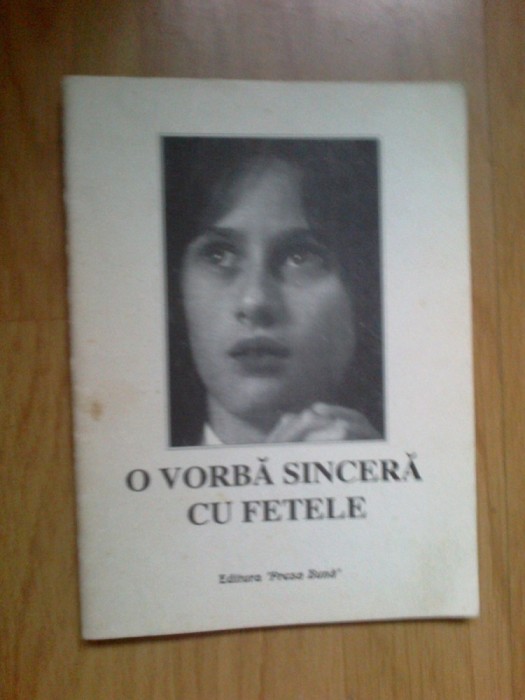 O VORBĂ SINCERĂ
CU FETELE
Editura "Presa Bună"